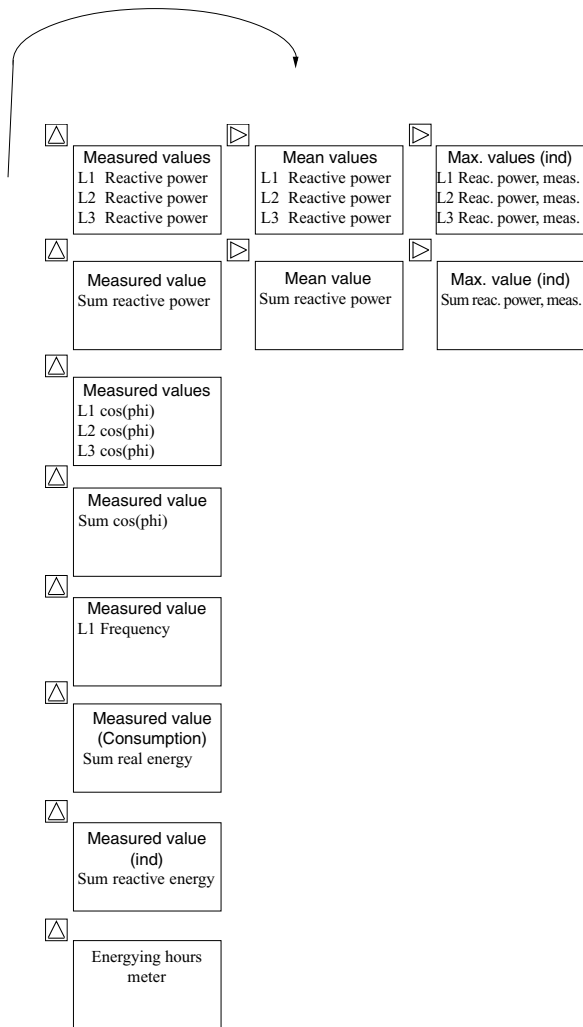 Measured values
L1 Reactive power
L2 Reactive power
L3 Reactive power
Mean values
L1 Reactive power
L2 Reactive power
L3 Reactive power
Max. values (ind)
L1 Reac. power, meas.
L2 Reac. power, meas.
L3 Reac. power, meas.
Measured value
Sum reactive power
Mean value
Sum reactive power
Max. value (ind)
Sum reac. power, meas.
Measured values
L1 cos(phi)
L2 cos(phi)
L3 cos(phi)
Measured value
Sum cos(phi)
Measured value
L1 Frequency
Measured value
(Consumption)
Sum real energy
Measured value
(ind)
Sum reactive energy
Energying hours
meter